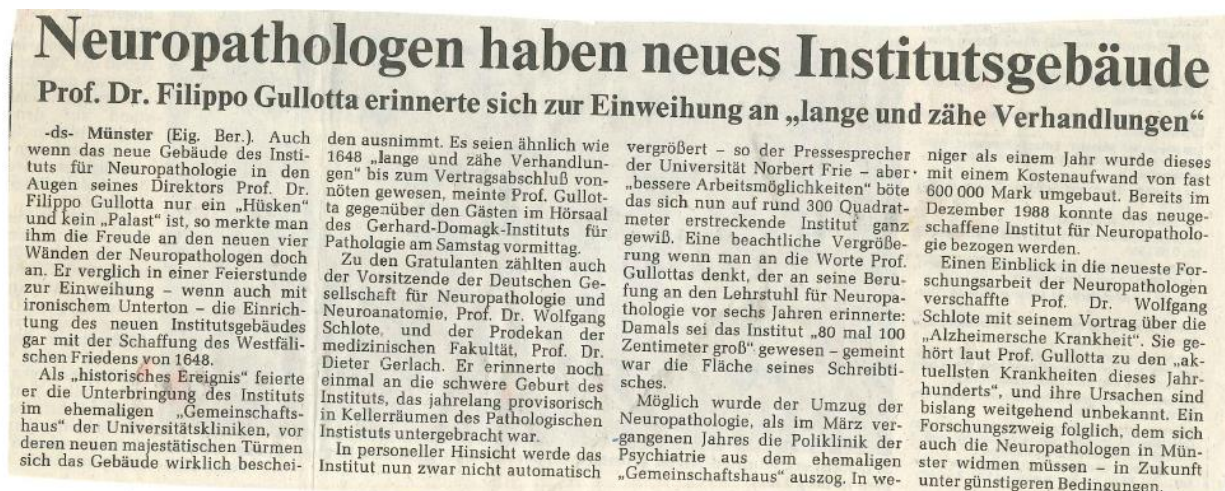 Neuropathologen haben neues Institutsgebäude
Prof. Dr. Filippo Gullotta erinnerte sich zur Einweihung an „lange und zähe Verhandlungen“
-ds- Münster (Eig. Ber.). Auch
wenn das neue Gebäude des Insti-
tuts für Neuropathologie in den
Augen seines Direktors Prof. Dr.
Filippo Gullotta nur ein „Hüsken“
und kein „Palast“ ist, so merkte man
ihm die Freude an den neuen vier
Wänden der Neuropathologen doch
an. Er verglich in einer Feierstunde
zur Einweihung – wenn auch mit
ironischem Unterton – die Einrich-
tung des neuen Institutsgebäudes
gar mit der Schaffung des Westfäli-
schen Friedens von 1648.
Als „historisches Ereignis“ feierte
er die Unterbringung des Instituts
im ehemaligen „Gemeinschafts-
haus“ der Universitätskliniken, vor
deren neuen majestätischen Türmen
sich das Gebäude wirklich beschei-
den ausnimmt. Es seien ähnlich wie
1648 „lange und zähe Verhandlun-
gen“ bis zum Vertragsabschluß von-
nöten gewesen, meinte Prof. Gullot-
ta gegenüber den Gästen im Hörsaal
des Gerhard-Domagk-Instituts für
Pathologie am Samstag vormittag.
Zu den Gratulanten zählten auch
der Vorsitzende der Deutschen Ge-
sellschaft für Neuropathologie und
Neuroanatomie, Prof. Dr. Wolfgang
Schlote, und der Prodekan der
medizinischen Fakultät, Prof. Dr.
Dieter Gerlach. Er erinnerte noch
einmal an die schwere Geburt des
Instituts, das jahrelang provisorisch
in Kellerräumen des Pathologischen
Instistuts untergebracht war.
In personeller Hinsicht werde das
Institut nun zwar nicht automatisch
vergrößert – so der Pressesprecher
der Universität Norbert Frie – aber
„bessere Arbeitsmöglichkeiten“ böte
das sich nun auf rund 300 Quadrat-
meter erstreckende Institut ganz
gewiß. Eine beachtliche Vergröße-
rung wenn man an die Worte Prof.
Gullottas denkt, der an seine Beru-
fung an den Lehrstuhl für Neuropa-
thologie vor sechs Jahren erinnerte:
Damals sei das Institut „80 mal 100
Zentimeter groß“ gewesen – gemeint
war die Fläche seines Schreibti-
sches.
Möglich wurde der Umzug der
Neuropathologie, als im März ver-
gangenen Jahres die Poliklinik der
Psychiatrie aus dem ehemaligen
„Gemeinschaftshaus“ auszog. In we-
niger als einem Jahr wurde dieses
mit einem Kostenaufwand von fast
600 000 Mark umgebaut. Bereits im
Dezember 1988 konnte das neuge-
schaffene Institut für Neuropatholo-
gie bezogen werden.
Einen Einblick in die neueste For-
schungsarbeit der Neuropathologen
verschaffte Prof. Dr. Wolfgang
Schlote mit seinem Vortrag über die
„Alzheimersche Krankheit“. Sie ge-
hört laut Prof. Gullotta zu den „ak-
tuellsten Krankheiten dieses Jahr-
hunderts“, und ihre Ursachen sind
bislang weitgehend unbekannt. Ein
Forschungszweig folglich, dem sich
auch die Neuropathologen in Mün-
ster widmen müssen – in Zukunft
unter günstigeren Bedingungen.